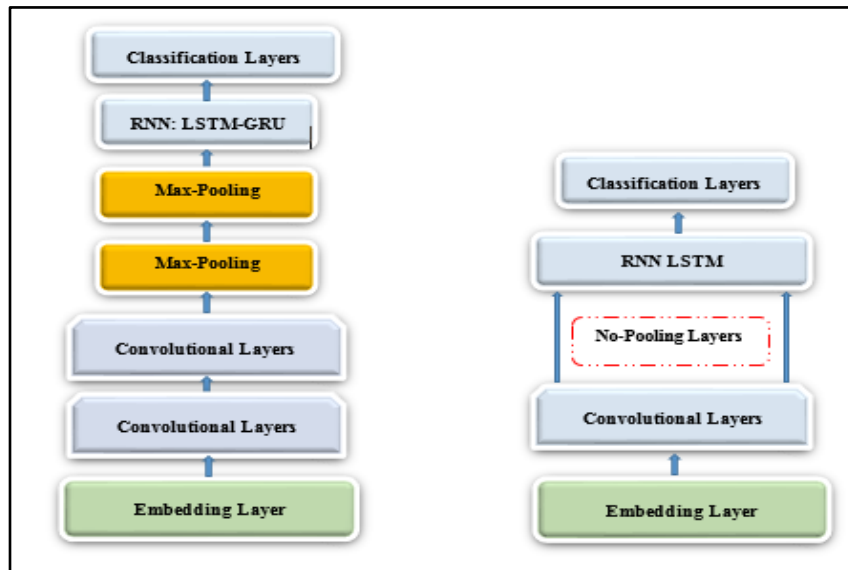 Classification Layers
RNN: LSTM-GRU
Max-Pooling
Max-Pooling
Convolutional Layers
Convolutional Layers
Embedding Layer
Classification Layers
RNN LSTM
No-Pooling Layers
Convolutional Layers
Embedding Layer